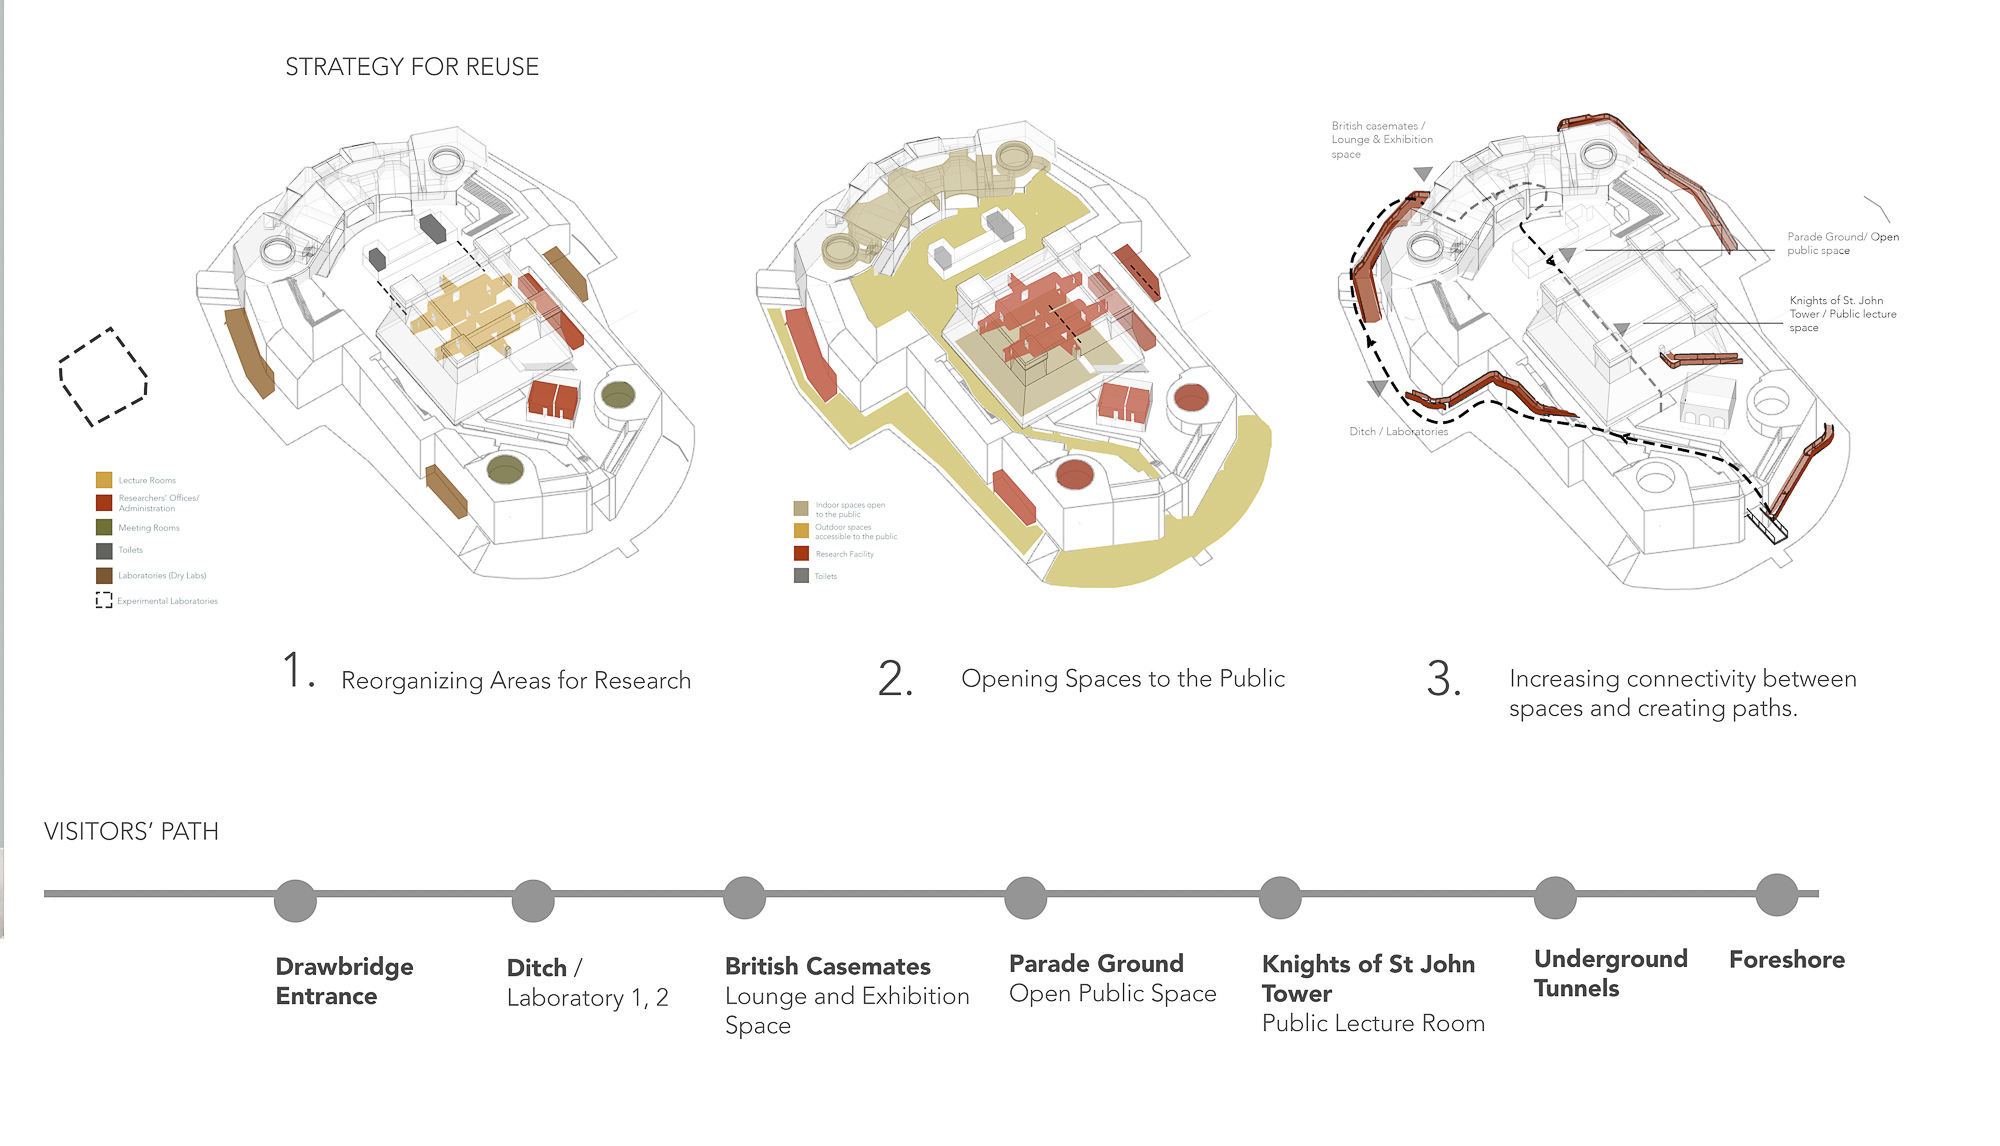 STRATEGY FOR REUSE
Lecture Rooms
Researchers' Offices/
Administration
Meeting Rooms
Toilets
Laboratories (Dry Labs)
Experimental Laboratories
Indoor spaces open
to the public
Outdoor spaces
accessible to the public
Research Facility
Toilets
British casemates /
Lounge & Exhibition
space
Parade Ground/ Open
public space
Knights of St. John
Tower / Public lecture
space
Ditch / Laboratories
1. Reorganizing Areas for Research
2. Opening Spaces to the Public
3. Increasing connectivity between
spaces and creating paths.
VISITORS' PATH
Drawbridge
Entrance
Ditch /
Laboratory 1, 2
British Casemates
Lounge and Exhibition
Space
Parade Ground
Open Public Space
Knights of St John
Tower
Public Lecture Room
Underground
Tunnels
Foreshore